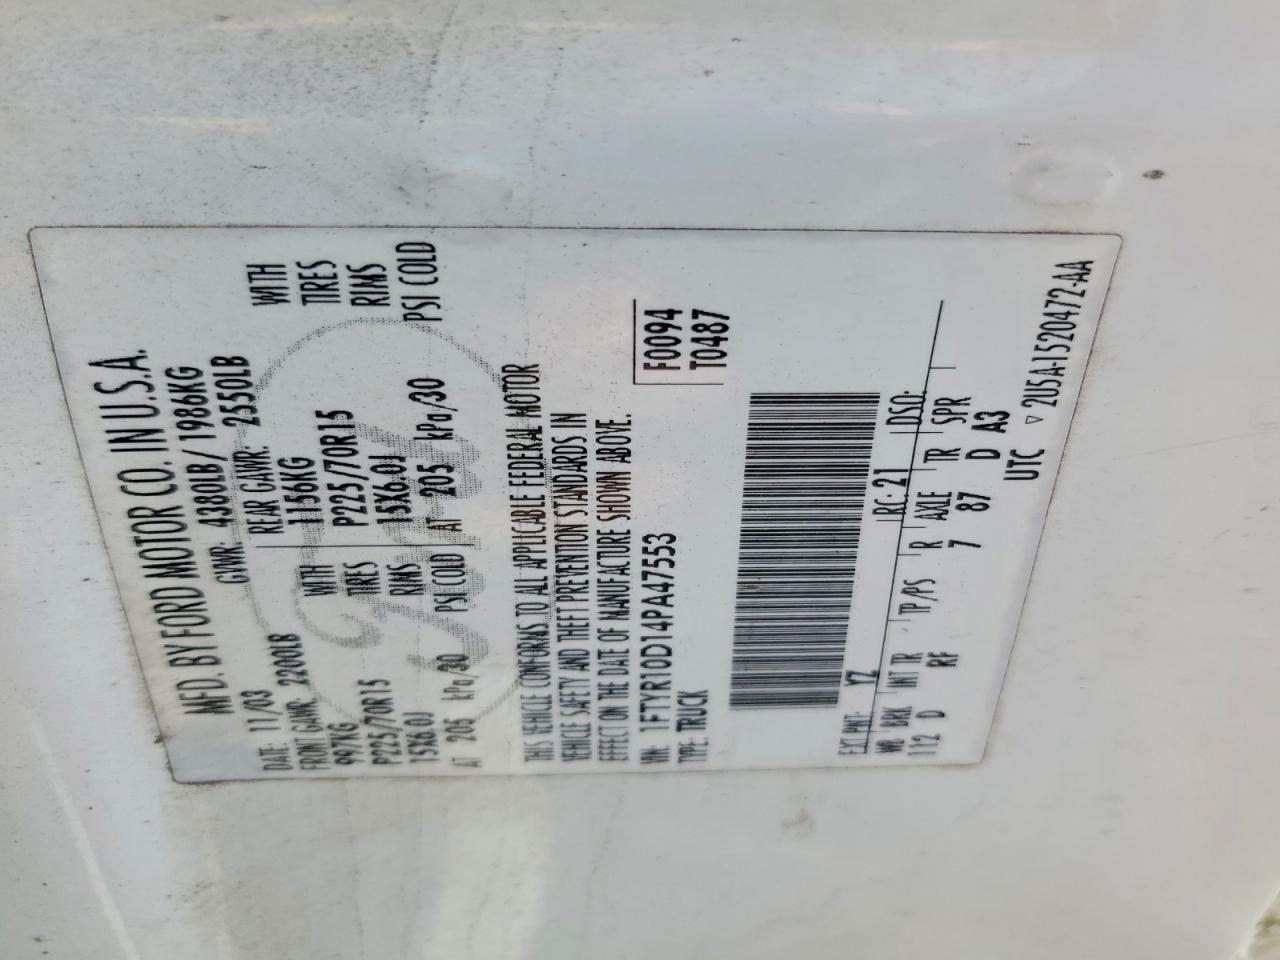 MFD. BY FORD MOTOR CO. IN U.S.A.
DATE: 11/03 GVWR: 4380LB/ 1986KG
FRONT GAWR: 2200LB REAR GAWR: 2550LB
997KG WITH 1156KG WITH
P225/70R15 TIRES P225/70R15 TIRES
15X6.0J RIMS 15X6.0J RIMS
AT 205 kPa/30 PSI COLD AT 205 kPa/30 PSI COLD
THIS VEHICLE CONFORMS TO ALL APPLICABLE FEDERAL MOTOR
VEHICLE SAFETY AND THEFT PREVENTION STANDARDS IN
EFFECT ON THE DATE OF MANUFACTURE SHOWN ABOVE.
VIN: 1FTYR10D14PA47553 F0094
TYPE: TRUCK T0487
EXT PNT: YZ RC: 21 DSO:
WB BRK INT TR TP/PS R AXLE TR SPR
112 D RF 7 87 D A3
UTC ▽ 2U5A-1520472-AA
Ford